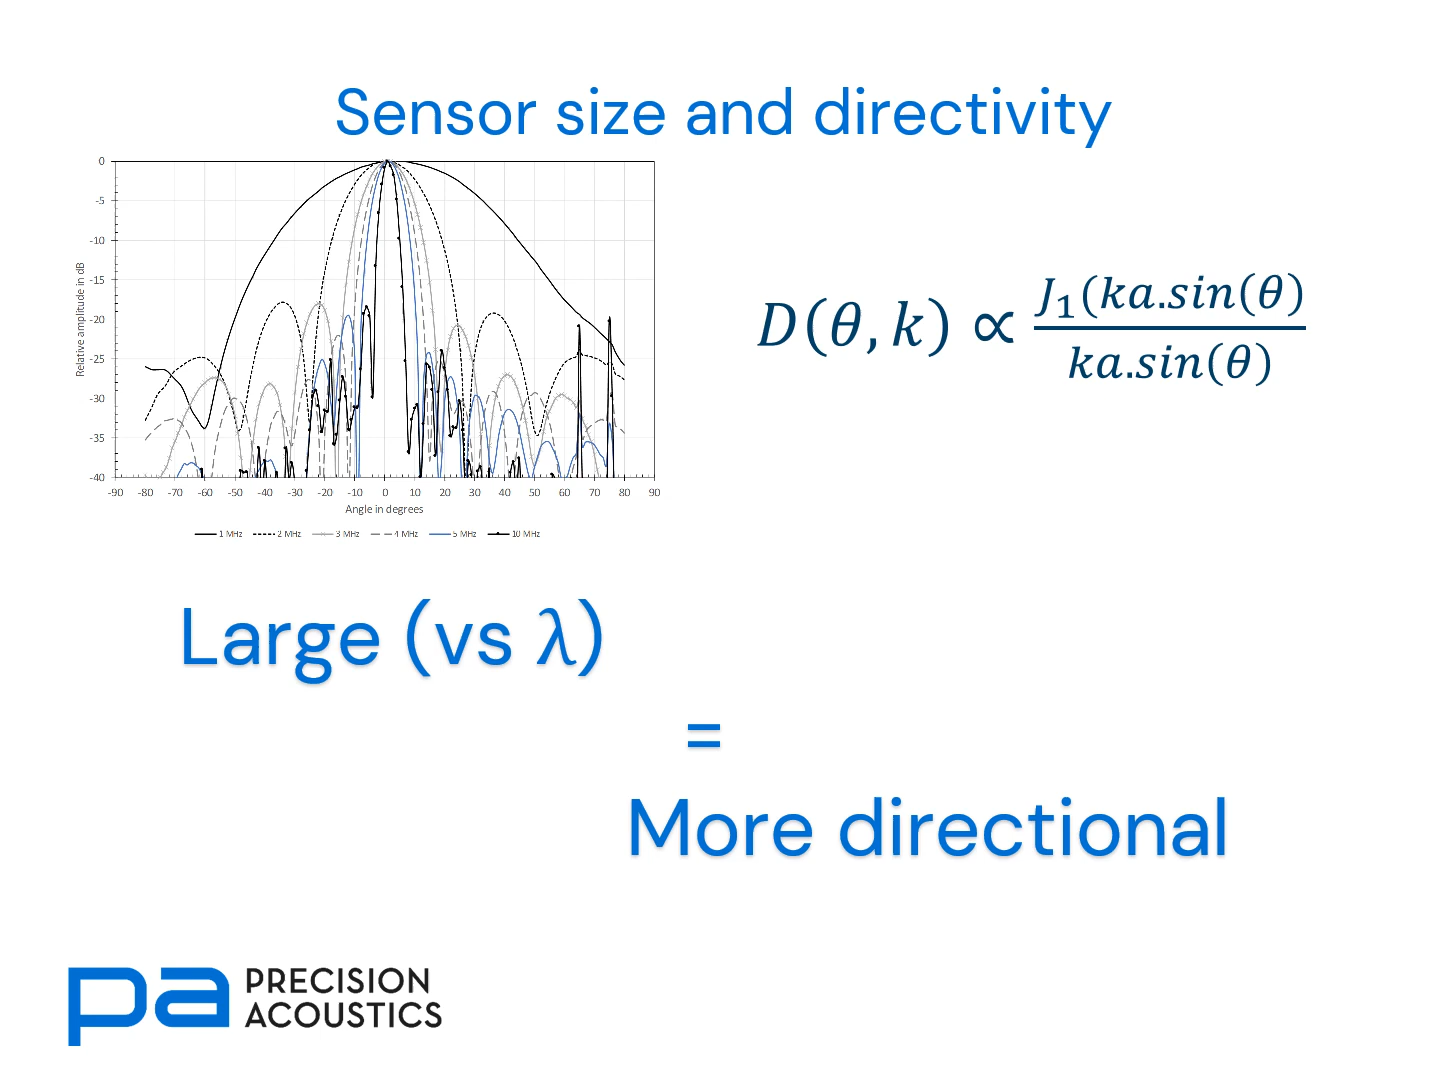 Sensor size and directivity
0
-5
-10
-15
-20
-25
-30
-35
-40
Relative amplitude in dB
-90 -80 -70 -60 -50 -40 -30 -20 -10 0 10 20 30 40 50 60 70 80 90
Angle in degrees
1 MHz 2 MHz 3 MHz 4 MHz 5 MHz 10 MHz
D(θ, k) ∝ J₁(ka.sin(θ)
ka.sin(θ)
Large (vs λ)
=
More directional
pa PRECISION
ACOUSTICS